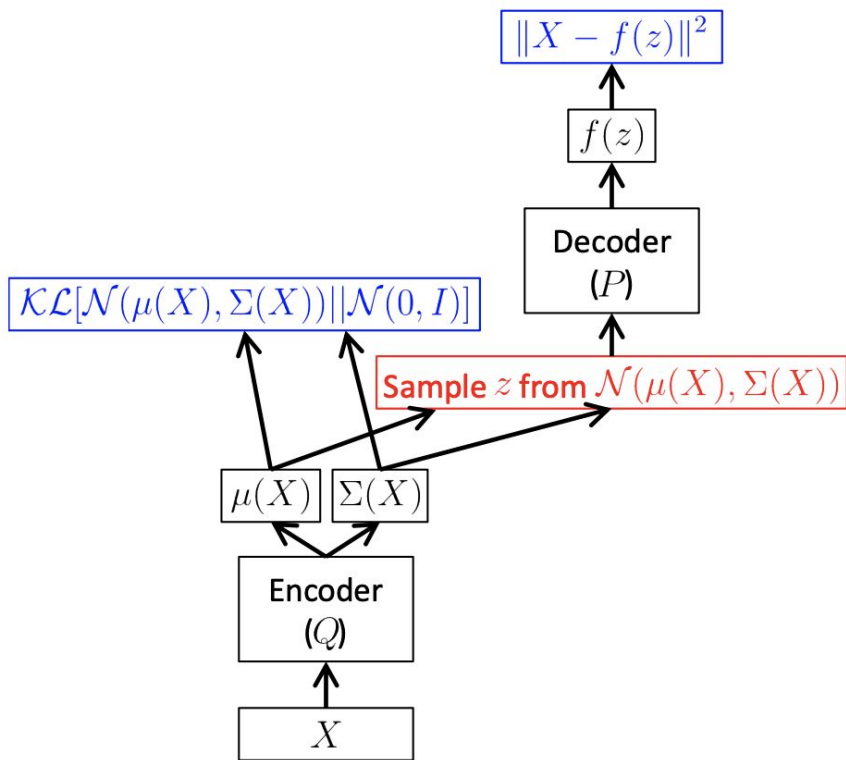 ‖X − f(z)‖²
f(z)
Decoder
(P)
𝒦ℒ[𝒩(μ(X), Σ(X))||𝒩(0, I)]
Sample z from 𝒩(μ(X), Σ(X))
μ(X)
Σ(X)
Encoder
(Q)
X